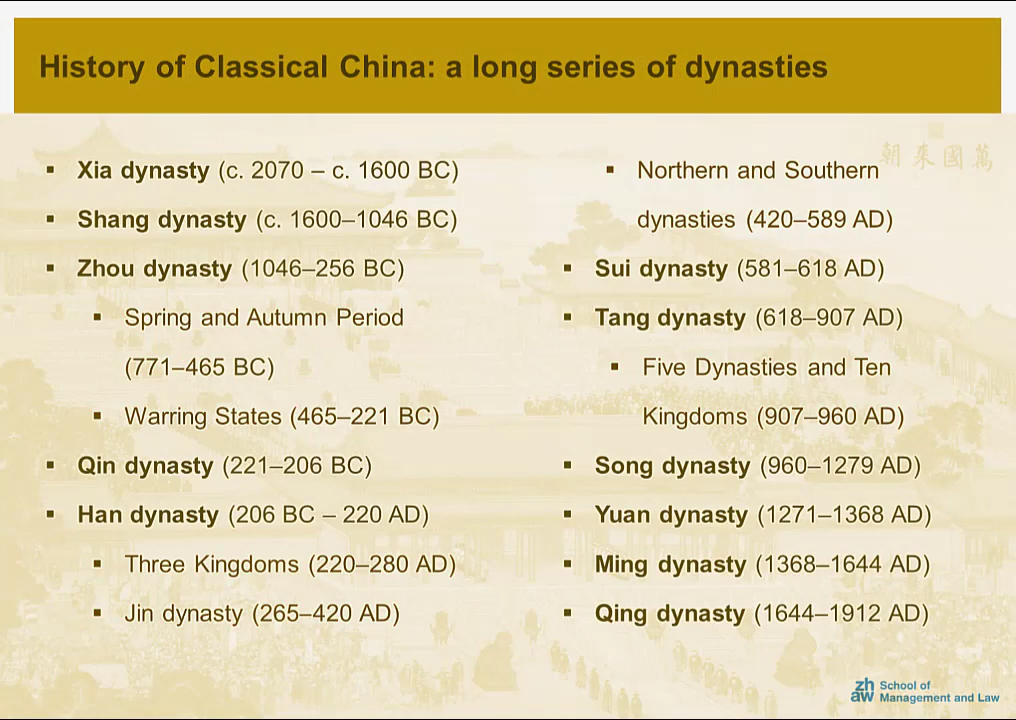 History of Classical China: a long series of dynasties
▪ Xia dynasty (c. 2070 – c. 1600 BC)
▪ Shang dynasty (c. 1600–1046 BC)
▪ Zhou dynasty (1046–256 BC)
▪ Spring and Autumn Period
(771–465 BC)
▪ Warring States (465–221 BC)
▪ Qin dynasty (221–206 BC)
▪ Han dynasty (206 BC – 220 AD)
▪ Three Kingdoms (220–280 AD)
▪ Jin dynasty (265–420 AD)
▪ Northern and Southern
dynasties (420–589 AD)
▪ Sui dynasty (581–618 AD)
▪ Tang dynasty (618–907 AD)
▪ Five Dynasties and Ten
Kingdoms (907–960 AD)
▪ Song dynasty (960–1279 AD)
▪ Yuan dynasty (1271–1368 AD)
▪ Ming dynasty (1368–1644 AD)
▪ Qing dynasty (1644–1912 AD)
朝來國萬
zh School of
aw Management and Law